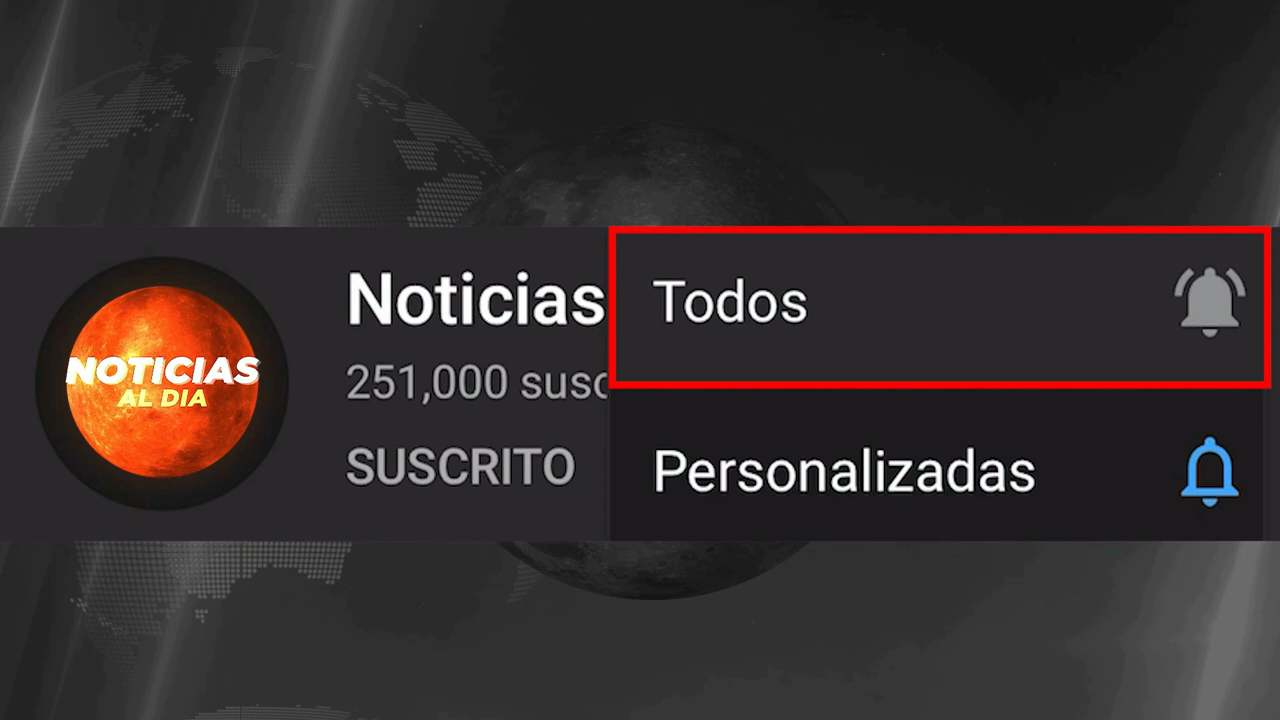 NOTICIAS
AL DIA
Noticias
251,000 susc
SUSCRITO
Todos
Personalizadas